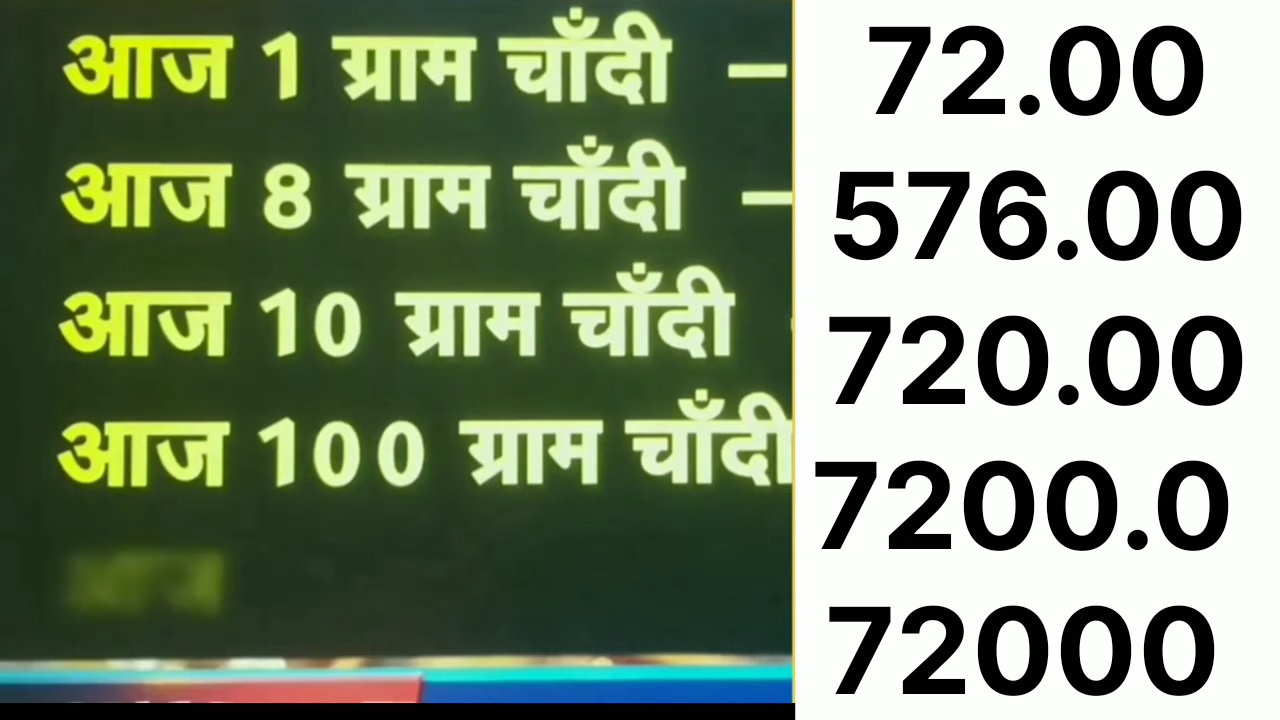 आज 1 ग्राम चाँदी – 72.00
आज 8 ग्राम चाँदी – 576.00
आज 10 ग्राम चाँदी 720.00
आज 100 ग्राम चाँदी 7200.0
72000